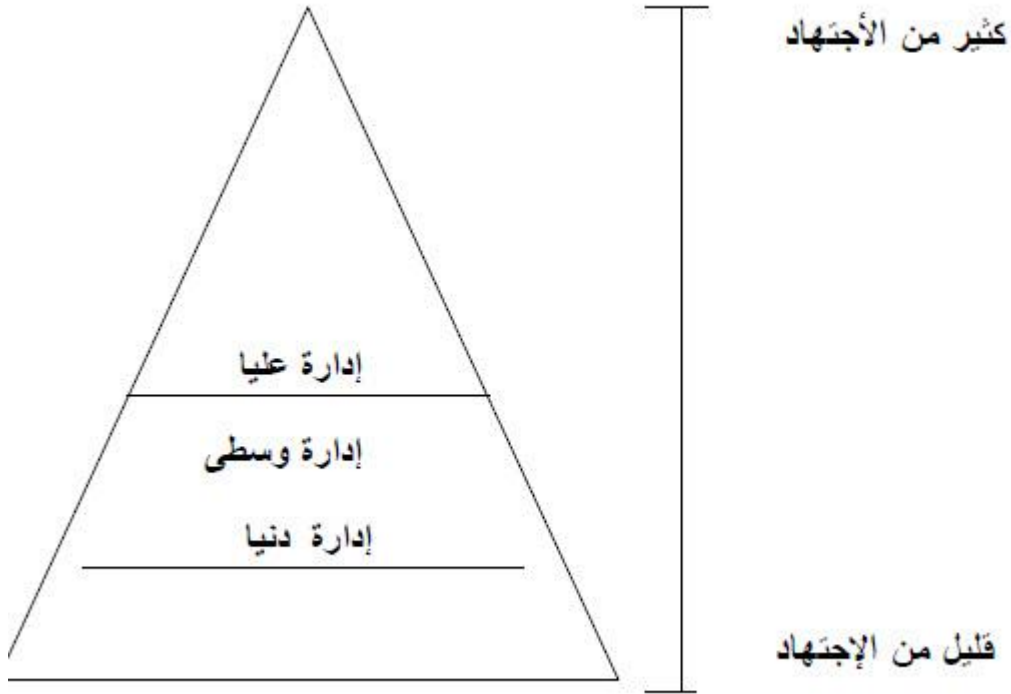 كثير من الأجتهاد
إدارة عليا
إدارة وسطى
إدارة دنيا
قليل من الإجتهاد